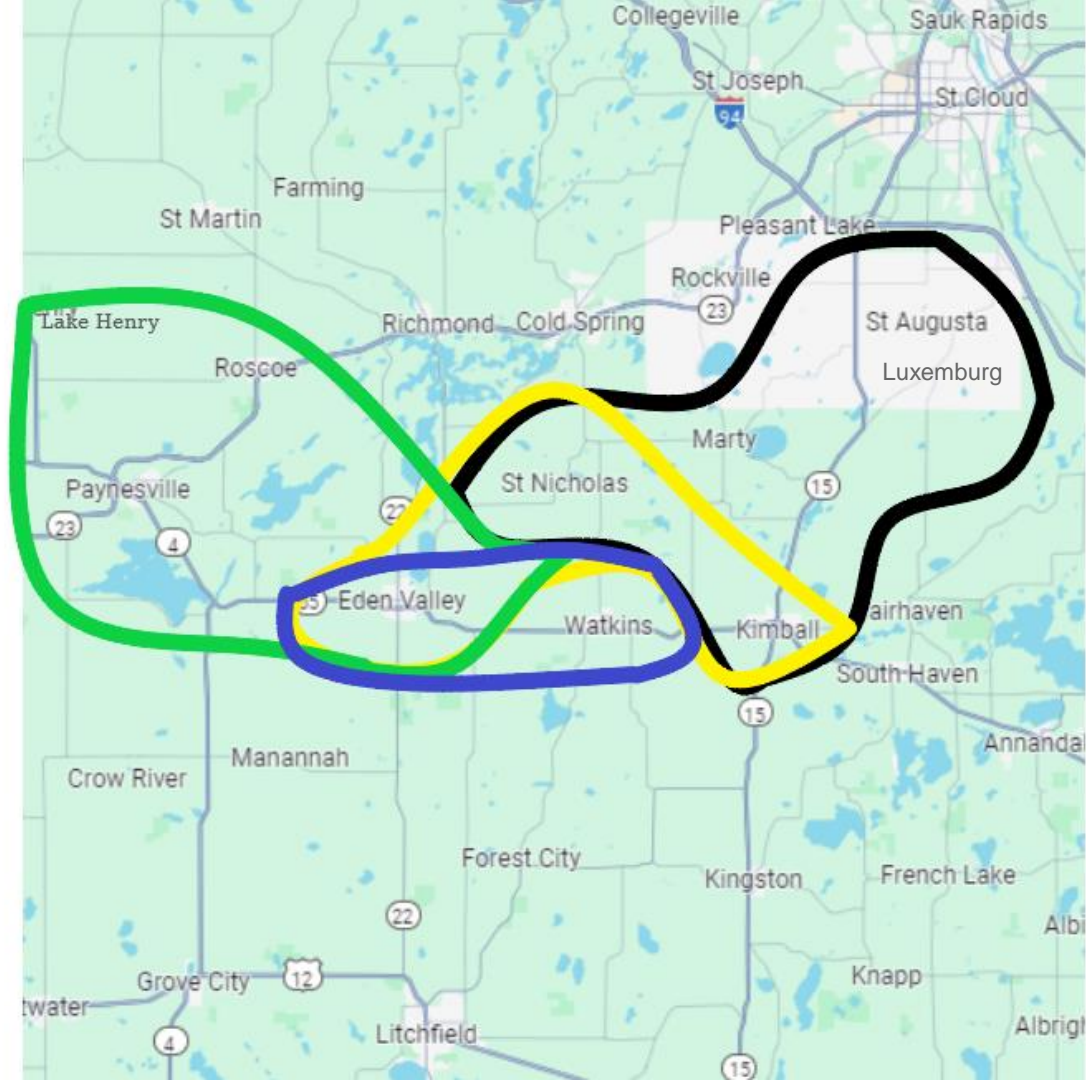 Collegeville
Sauk Rapids
St Joseph
St Cloud
94
Farming
St Martin
Pleasant Lake
Rockville
23
Lake Henry
Richmond
Cold Spring
St Augusta
Roscoe
Luxemburg
Marty
St Nicholas
Paynesville
15
22
23
4
55
Eden Valley
Watkins
Kimball
airhaven
South Haven
15
Annanda
Manannah
Crow River
Forest City
Kingston
French Lake
22
Albi
Grove City
12
Knapp
twater
Litchfield
Albrigh
4
15